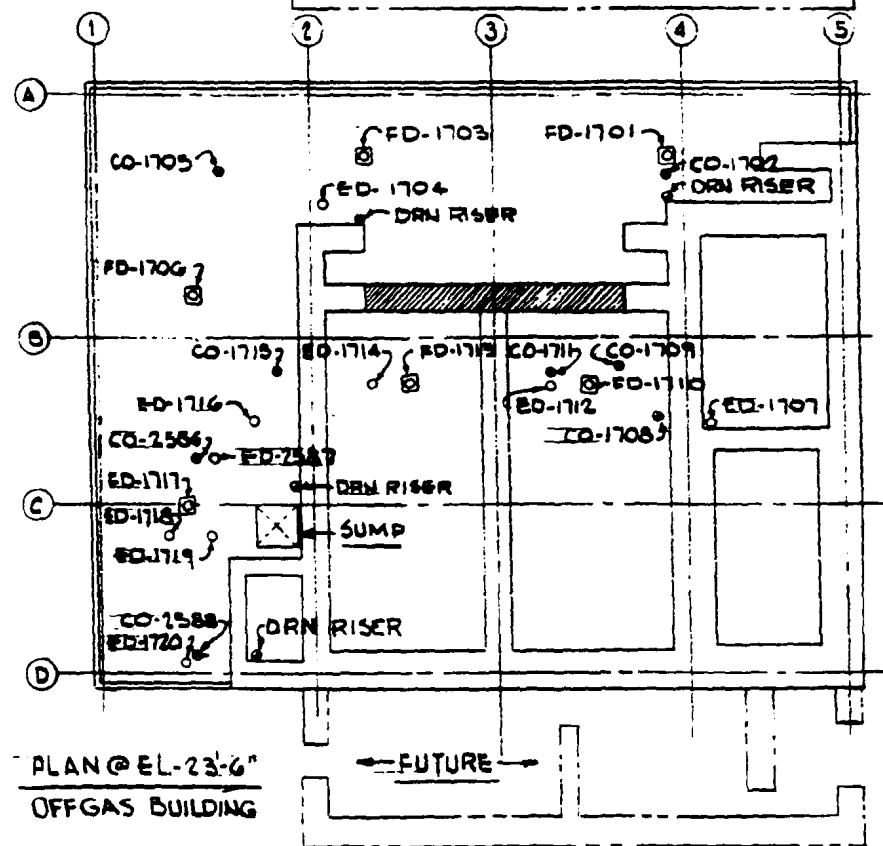 1 2 3 4 5
A
FD-1703 FD-1701
CO-1705 CO-1702
ED-1704 DRN RISER
DRN RISER
FD-1706
B
CO-1715 ED-1714 FD-1713 CO-1711 CO-1709
FD-1710
ED-1716 ED-1712 ED-1707
CO-1708
CO-2586 ED-2587
ED-1717 DRN RISER
C
ED-1718 SUMP
ED-1719
CO-2588 DRN RISER
ED-1720
D
PLAN @ EL-23'-6" FUTURE
OFFGAS BUILDING